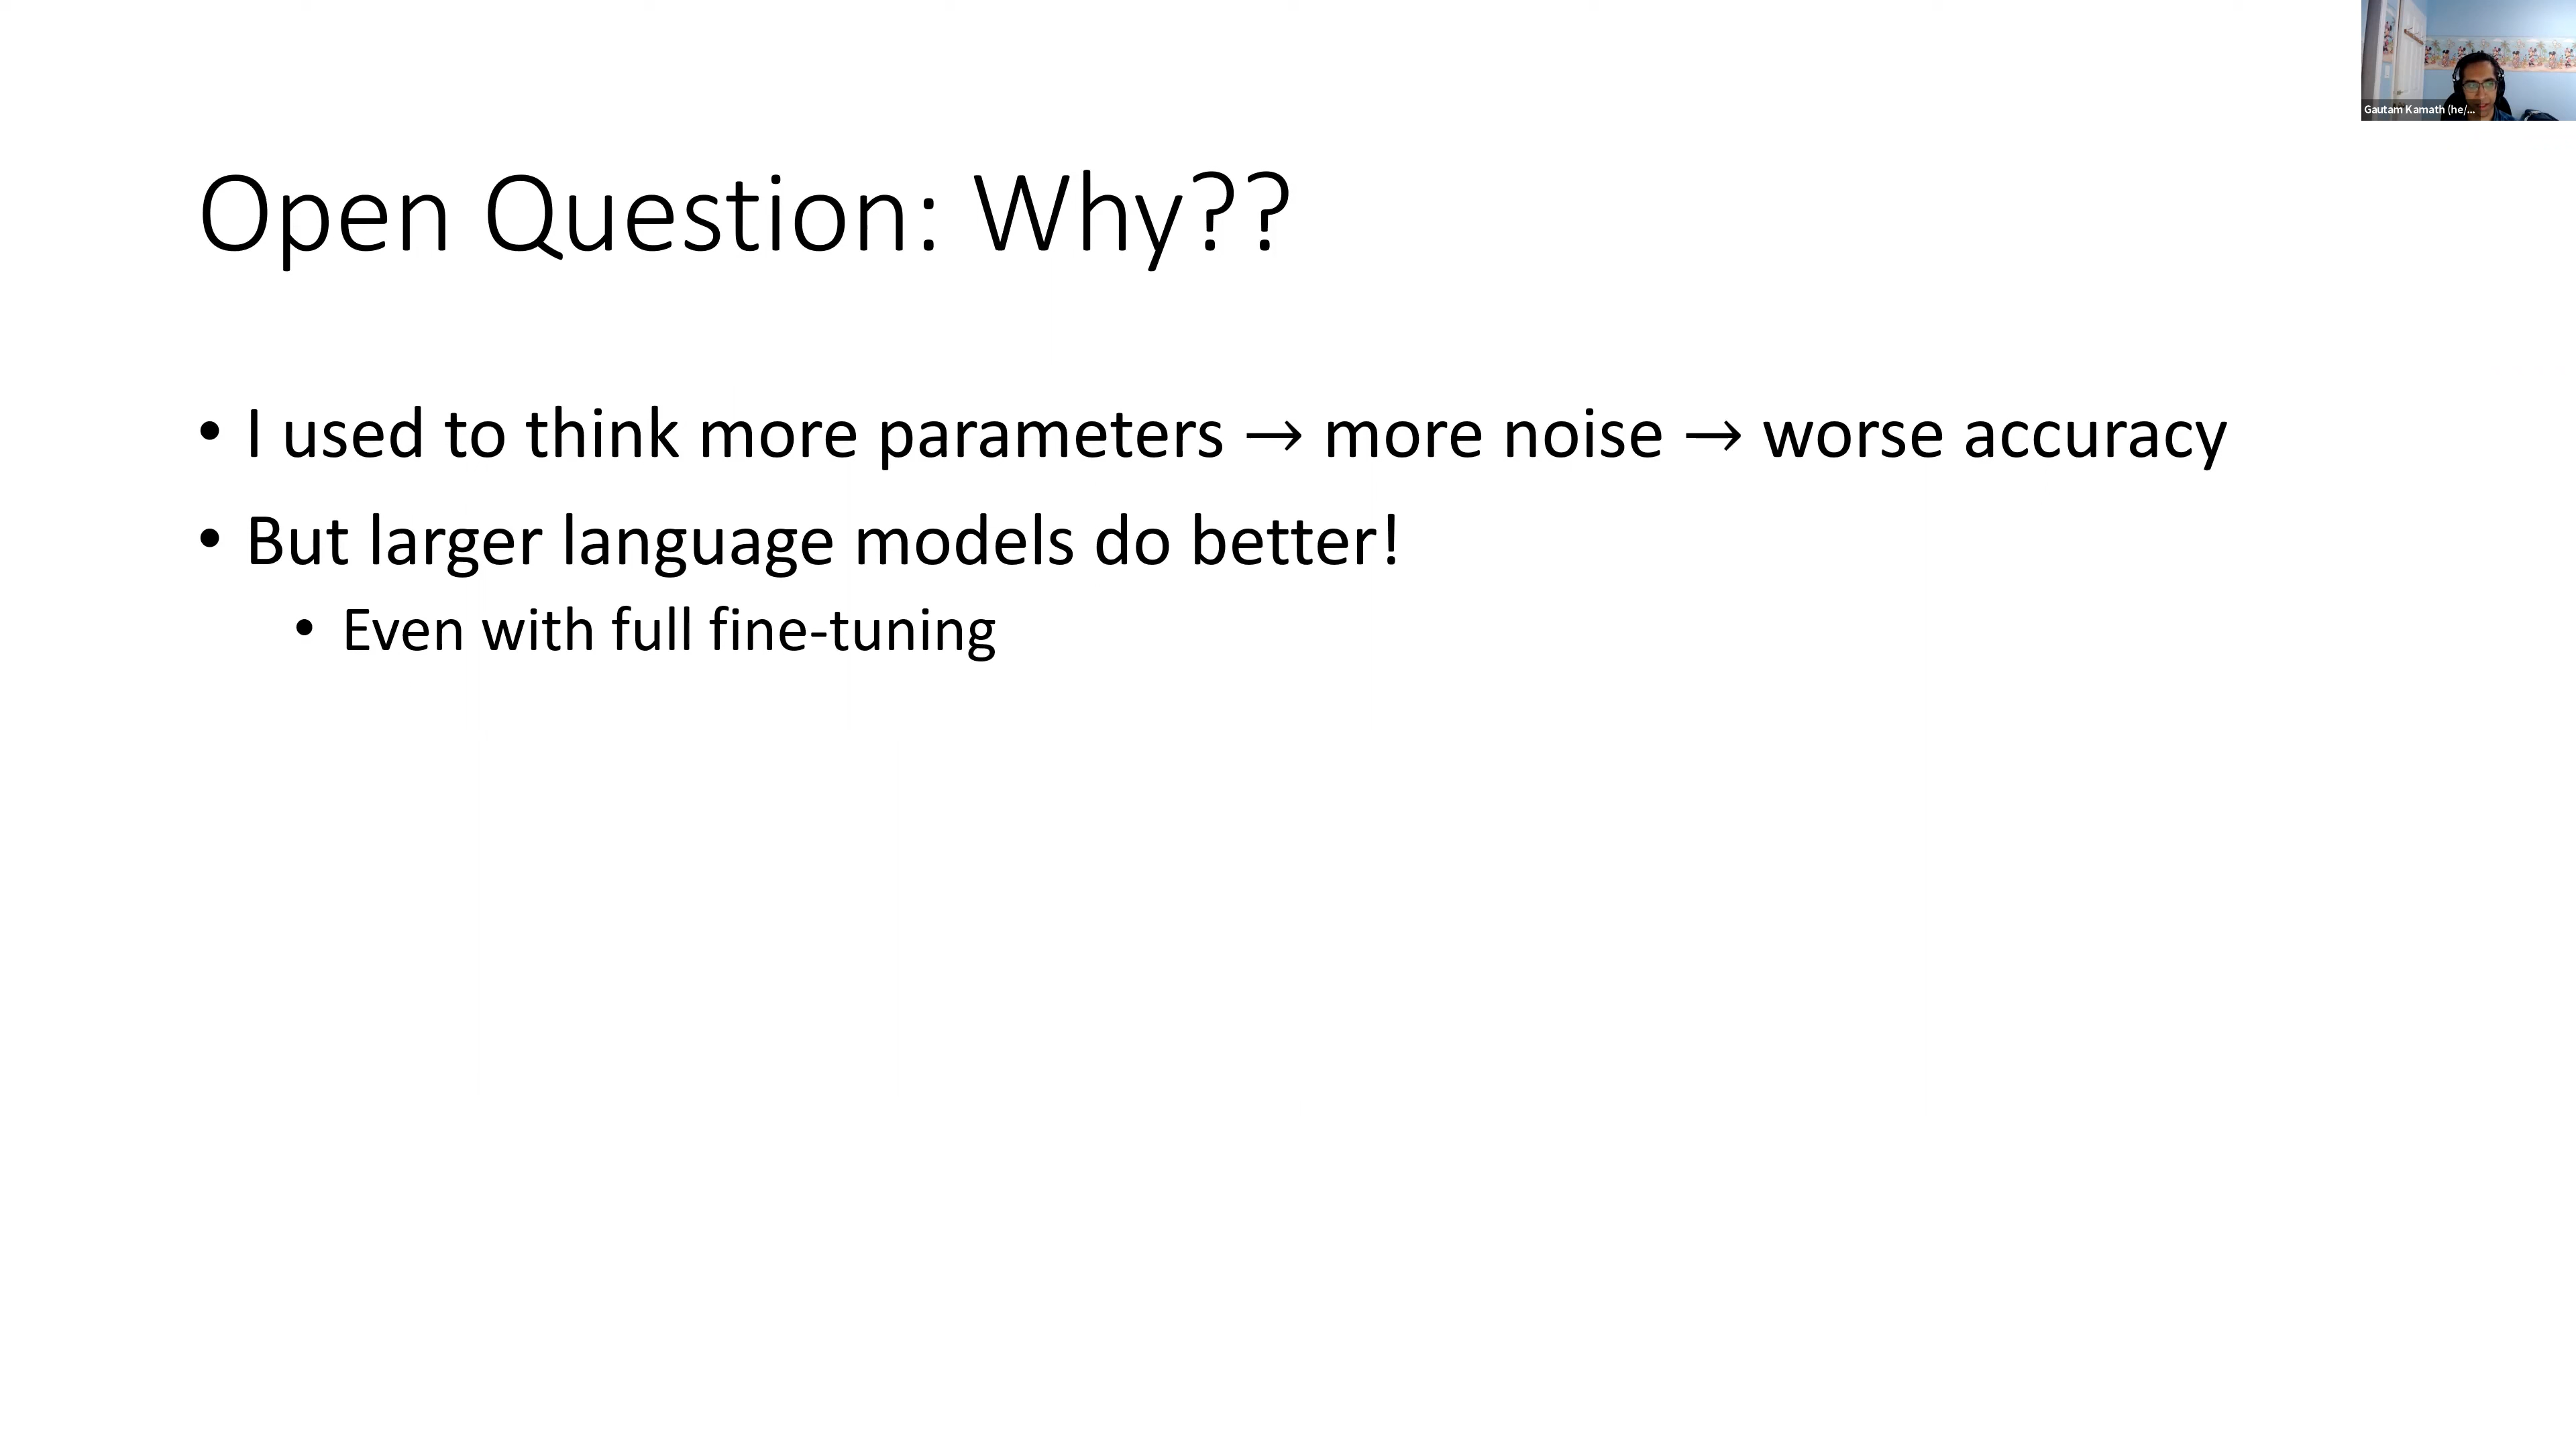 Gautam Kamath (he/...
Open Question: Why??
• I used to think more parameters → more noise → worse accuracy
• But larger language models do better!
• Even with full fine-tuning